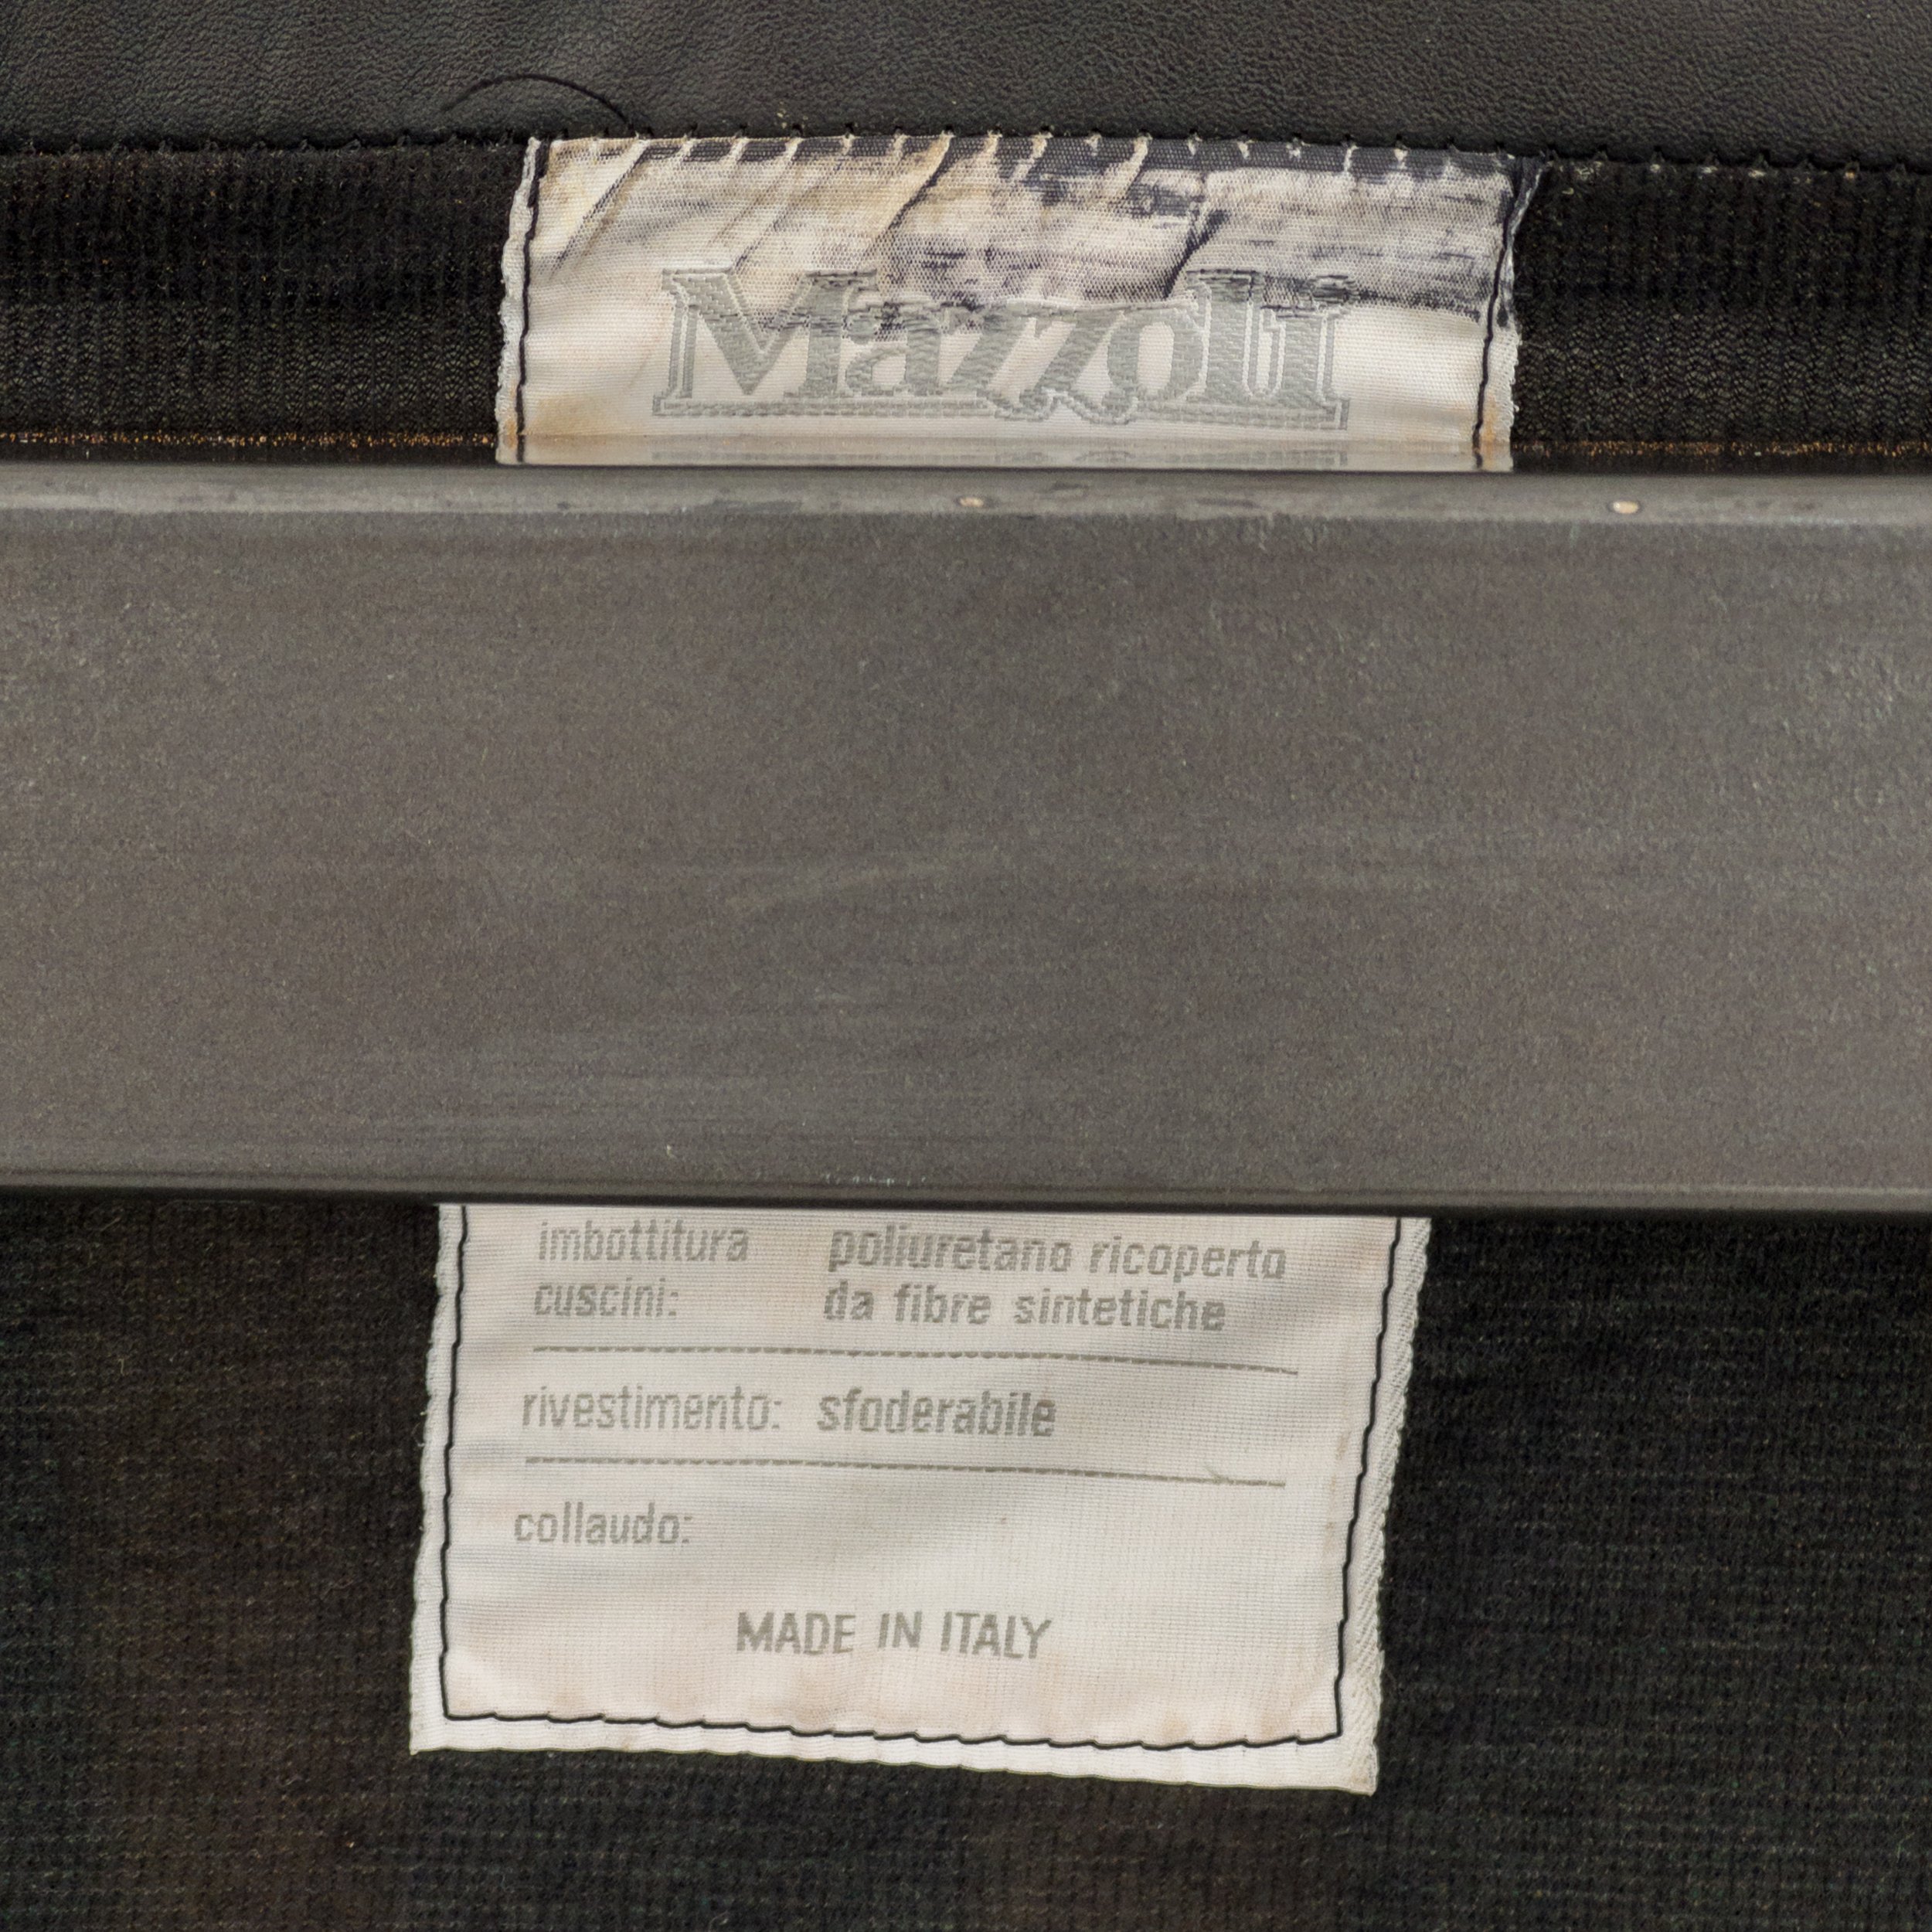 Mazzoli
imbottitura poliuretano ricoperto
cuscini: da fibre sintetiche
rivestimento: sfoderabile
collaudo:
MADE IN ITALY